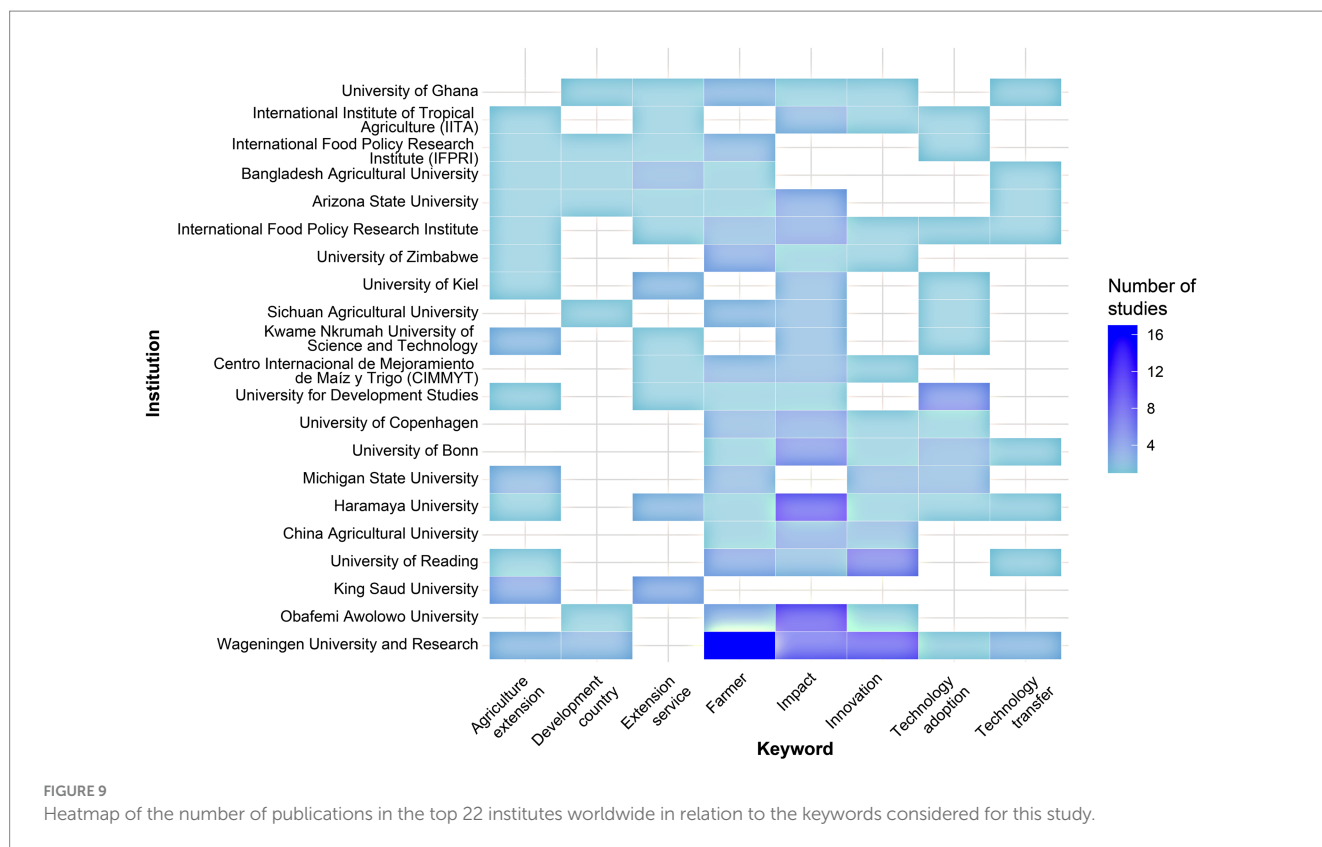 University of Ghana
International Institute of Tropical
Agriculture (IITA)
International Food Policy Research
Institute (IFPRI)
Bangladesh Agricultural University
Arizona State University
International Food Policy Research Institute
University of Zimbabwe
University of Kiel
Sichuan Agricultural University
Kwame Nkrumah University of
Science and Technology
Centro Internacional de Mejoramiento
de Maíz y Trigo (CIMMYT)
University for Development Studies
University of Copenhagen
University of Bonn
Michigan State University
Haramaya University
China Agricultural University
University of Reading
King Saud University
Obafemi Awolowo University
Wageningen University and Research
Institution
Agriculture
extension
Development
country
Extension
service
Farmer
Impact
Innovation
Technology
adoption
Technology
transfer
Keyword
Number of
studies
16
12
8
4
FIGURE 9
Heatmap of the number of publications in the top 22 institutes worldwide in relation to the keywords considered for this study.